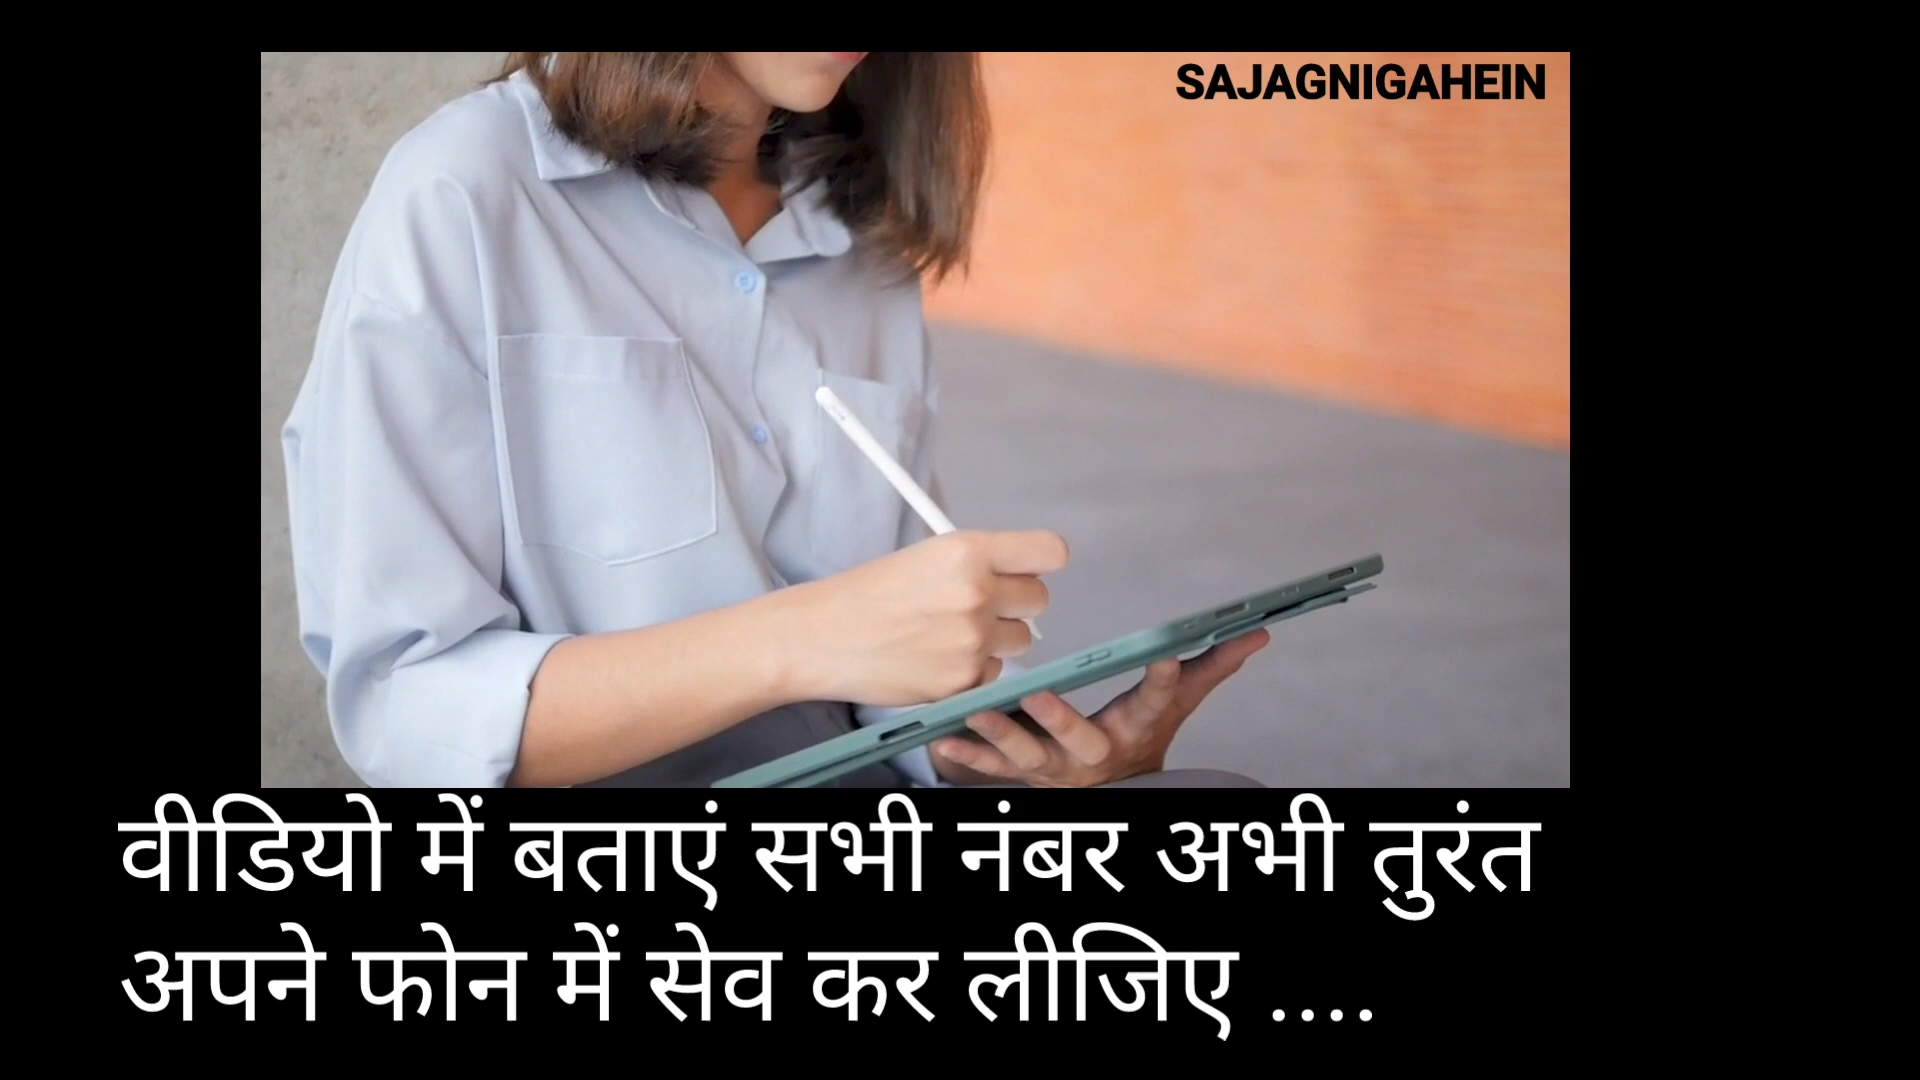 SAJAGNIGAHEIN
वीडियो में बताएं सभी नंबर अभी तुरंत
अपने फोन में सेव कर लीजिए ....